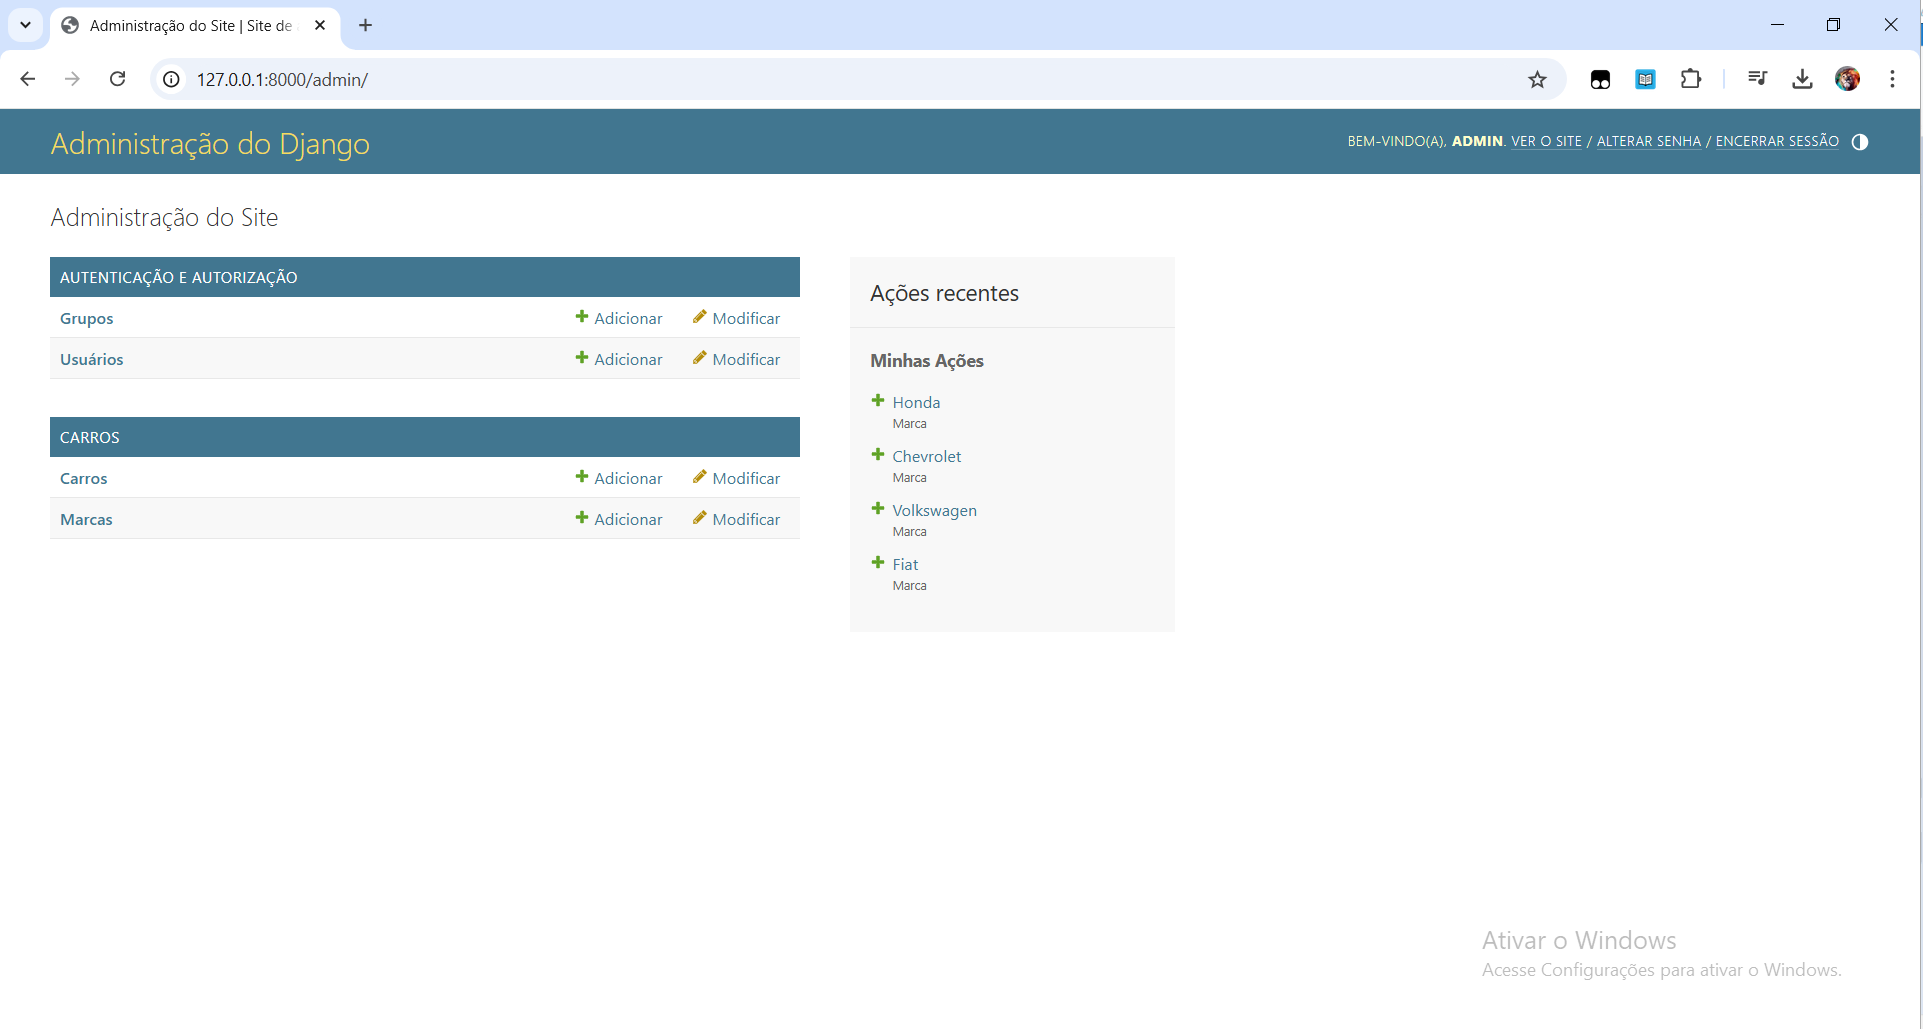 Administração do Site | Site de
127.0.0.1:8000/admin/
Administração do Django
BEM-VINDO(A), ADMIN. VER O SITE / ALTERAR SENHA / ENCERRAR SESSÃO
Administração do Site
AUTENTICAÇÃO E AUTORIZAÇÃO
Grupos Adicionar Modificar
Usuários Adicionar Modificar
CARROS
Carros Adicionar Modificar
Marcas Adicionar Modificar
Ações recentes
Minhas Ações
Honda
Marca
Chevrolet
Marca
Volkswagen
Marca
Fiat
Marca
Ativar o Windows
Acesse Configurações para ativar o Windows.